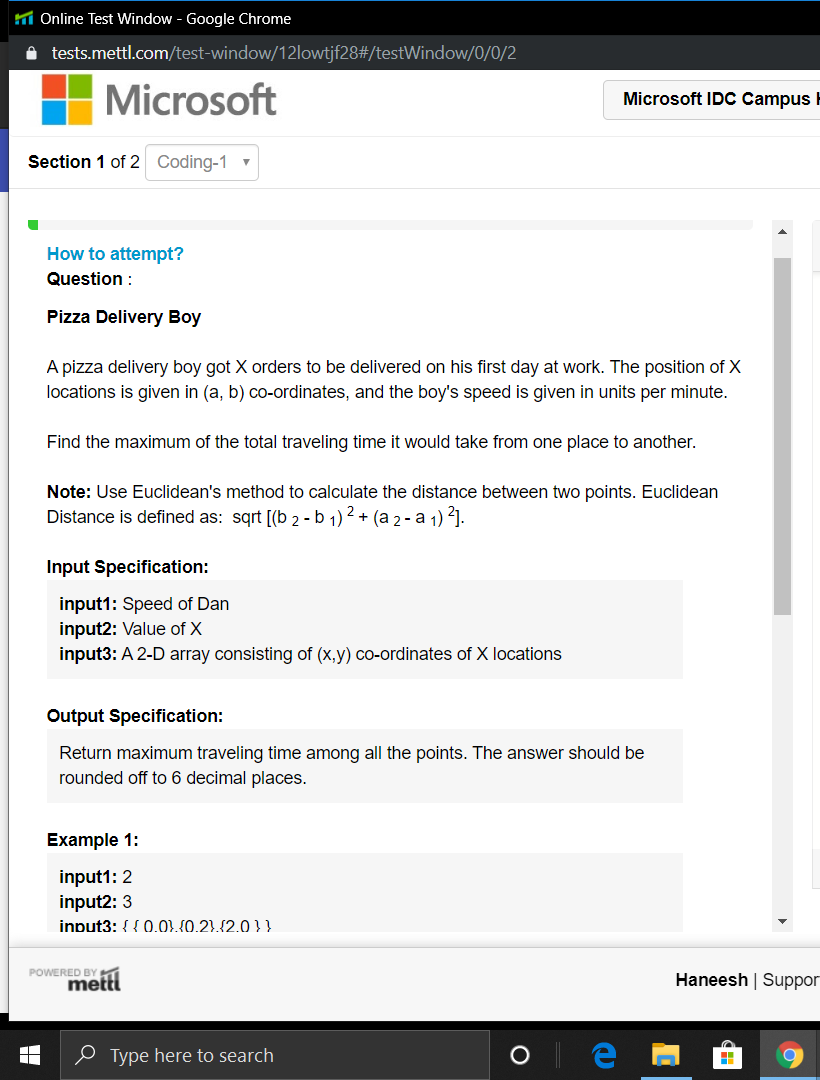 Online Test Window - Google Chrome
tests.mettl.com/test-window/12lowtjf28#/testWindow/0/0/2
Microsoft
Microsoft IDC Campus
Section 1 of 2 Coding-1
How to attempt?
Question :
Pizza Delivery Boy
A pizza delivery boy got X orders to be delivered on his first day at work. The position of X
locations is given in (a, b) co-ordinates, and the boy's speed is given in units per minute.
Find the maximum of the total traveling time it would take from one place to another.
Note: Use Euclidean's method to calculate the distance between two points. Euclidean
Distance is defined as: sqrt [(b 2 - b 1) 2 + (a 2 - a 1) 2].
Input Specification:
input1: Speed of Dan
input2: Value of X
input3: A 2-D array consisting of (x,y) co-ordinates of X locations
Output Specification:
Return maximum traveling time among all the points. The answer should be
rounded off to 6 decimal places.
Example 1:
input1: 2
input2: 3
input3: { { 0,0},{0,2},{2,0 } }
POWERED BY
mettl
Haneesh | Suppor
Type here to search